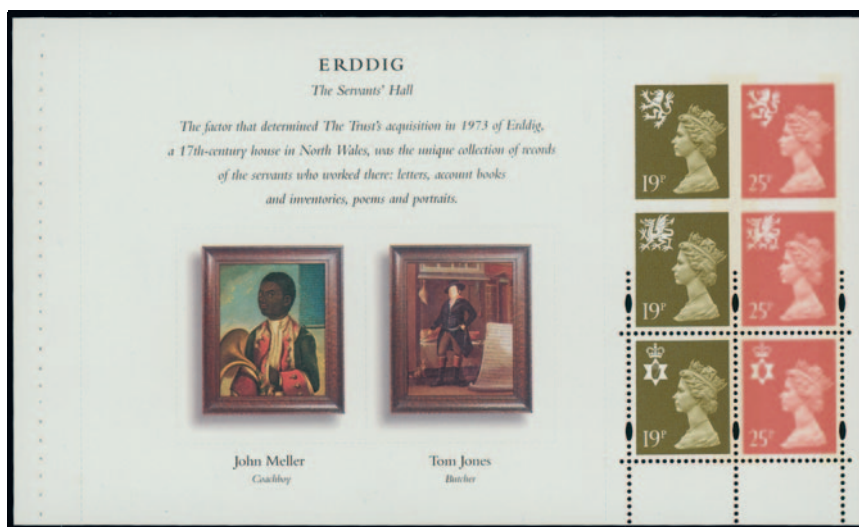 ERDDIG
The Servants' Hall
The factor that determined The Trust's acquisition in 1973 of Erddig,
a 17th-century house in North Wales, was the unique collection of records
of the servants who worked there: letters, account books
and inventories, poems and portraits.
John Meller
Coachboy
Tom Jones
Butcher
19P
25P
19P
25P
19P
25P